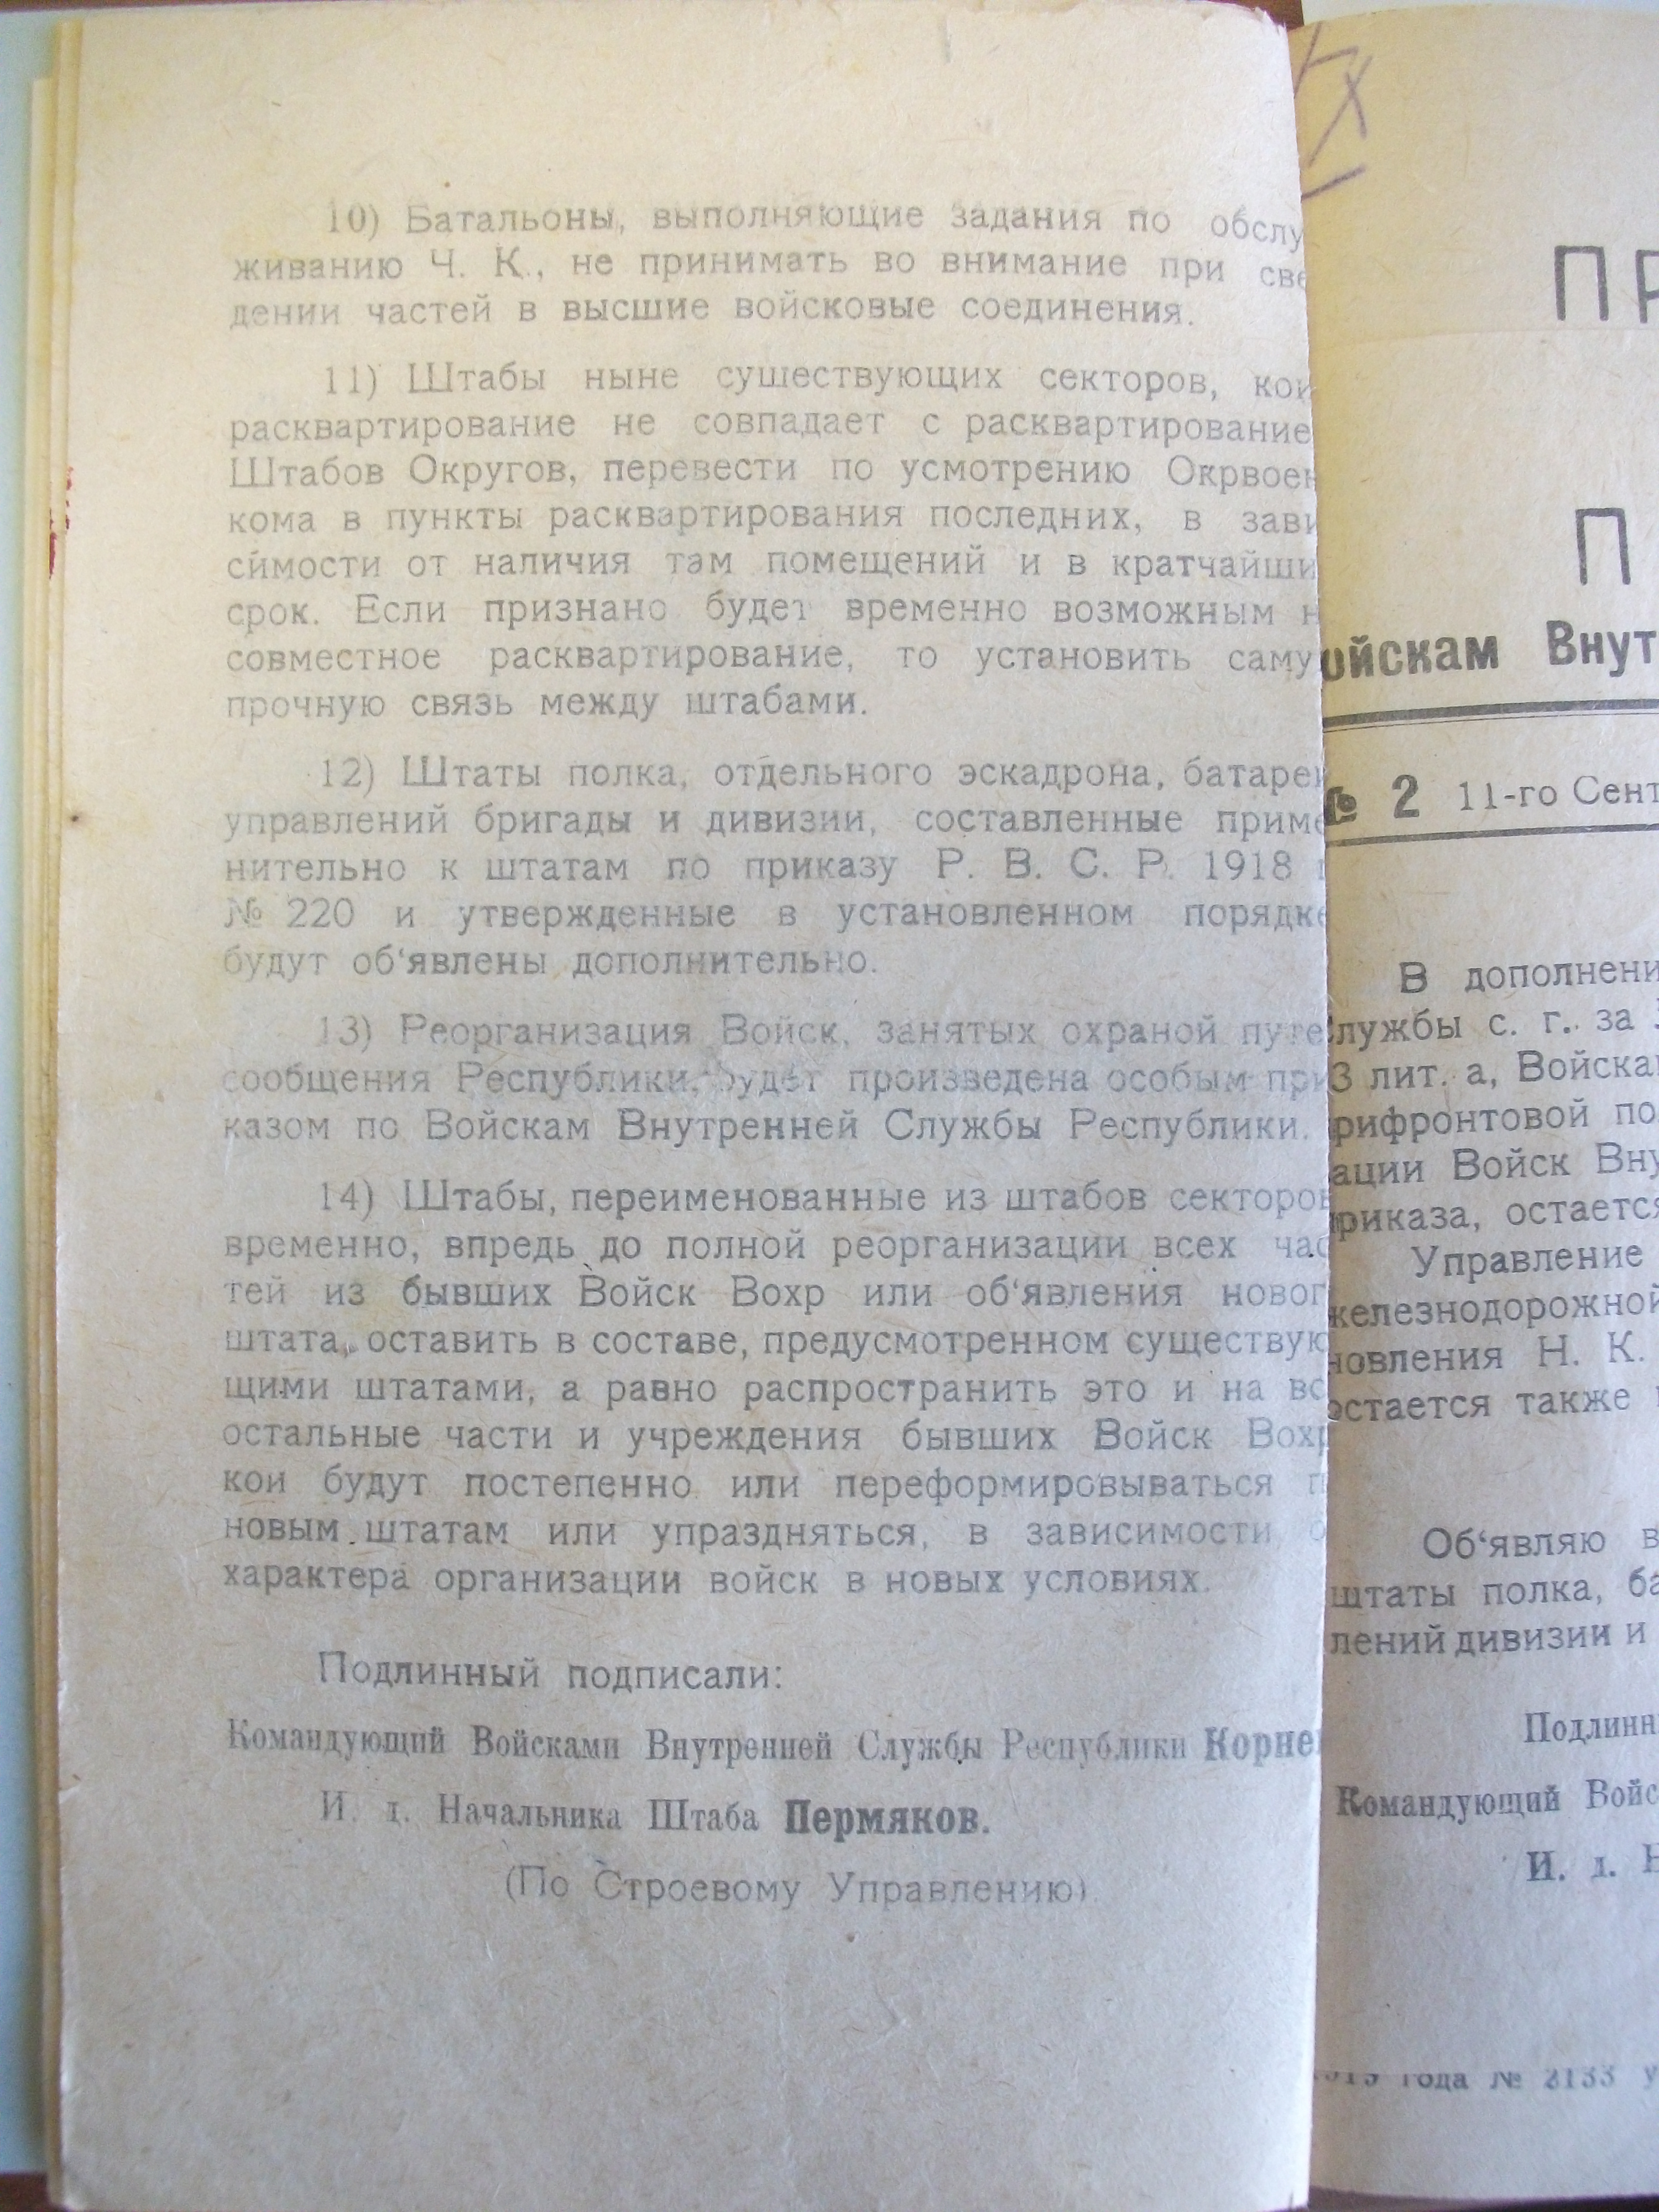 10) Батальоны, выполняющие задания по обслу
живанию Ч. К., не принимать во внимание при све
дении частей в высшие войсковые соединения.
11) Штабы ныне существующих секторов, кои
расквартирование не совпадает с расквартирование
Штабов Округов, перевести по усмотрению Окрвоен
кома в пункты расквартирования последних, в зави
симости от наличия там помещений и в кратчайши
срок. Если признано будет временно возможным н
совместное расквартирование, то установить саму
прочную связь между штабами.
12) Штаты полка, отдельного эскадрона, батаре
управлений бригады и дивизии, составленные приме
нительно к штатам по приказу Р. В. С. Р. 1918 г
№ 220 и утвержденные в установленном порядке
будут об‘явлены дополнительно.
13) Реорганизация Войск, занятых охраной путе
сообщения Республики, будет произведена особым при
казом по Войскам Внутренней Службы Республики.
14) Штабы, переименованные из штабов секторов
временно, впредь до полной реорганизации всех час
тей из бывших Войск Вохр или об‘явления новог
штата, оставить в составе, предусмотренном существую
щими штатами, а равно распространить это и на вс
остальные части и учреждения бывших Войск Вохр
кои будут постепенно или переформировываться п
новым штатам или упраздняться, в зависимости о
характера организации войск в новых условиях.
Подлинный подписали:
Командующий Войсками Внутренней Службы Республики Корне
И. д. Начальника Штаба Пермяков.
(По Строевому Управлению)
ПР
П
ойскам Внут
№ 2 11-го Сент
В дополнени
лужбы с. г. за
3 лит. а, Войска
рифронтовой по
ации Войск Вну
риказа, остается
Управление
железнодорожной
новления Н. К.
остается также
Об‘являю в
штаты полка, ба
лений дивизии и
Подлинн
Командующий Войс
И. д. Н
1919 года № 2133 у